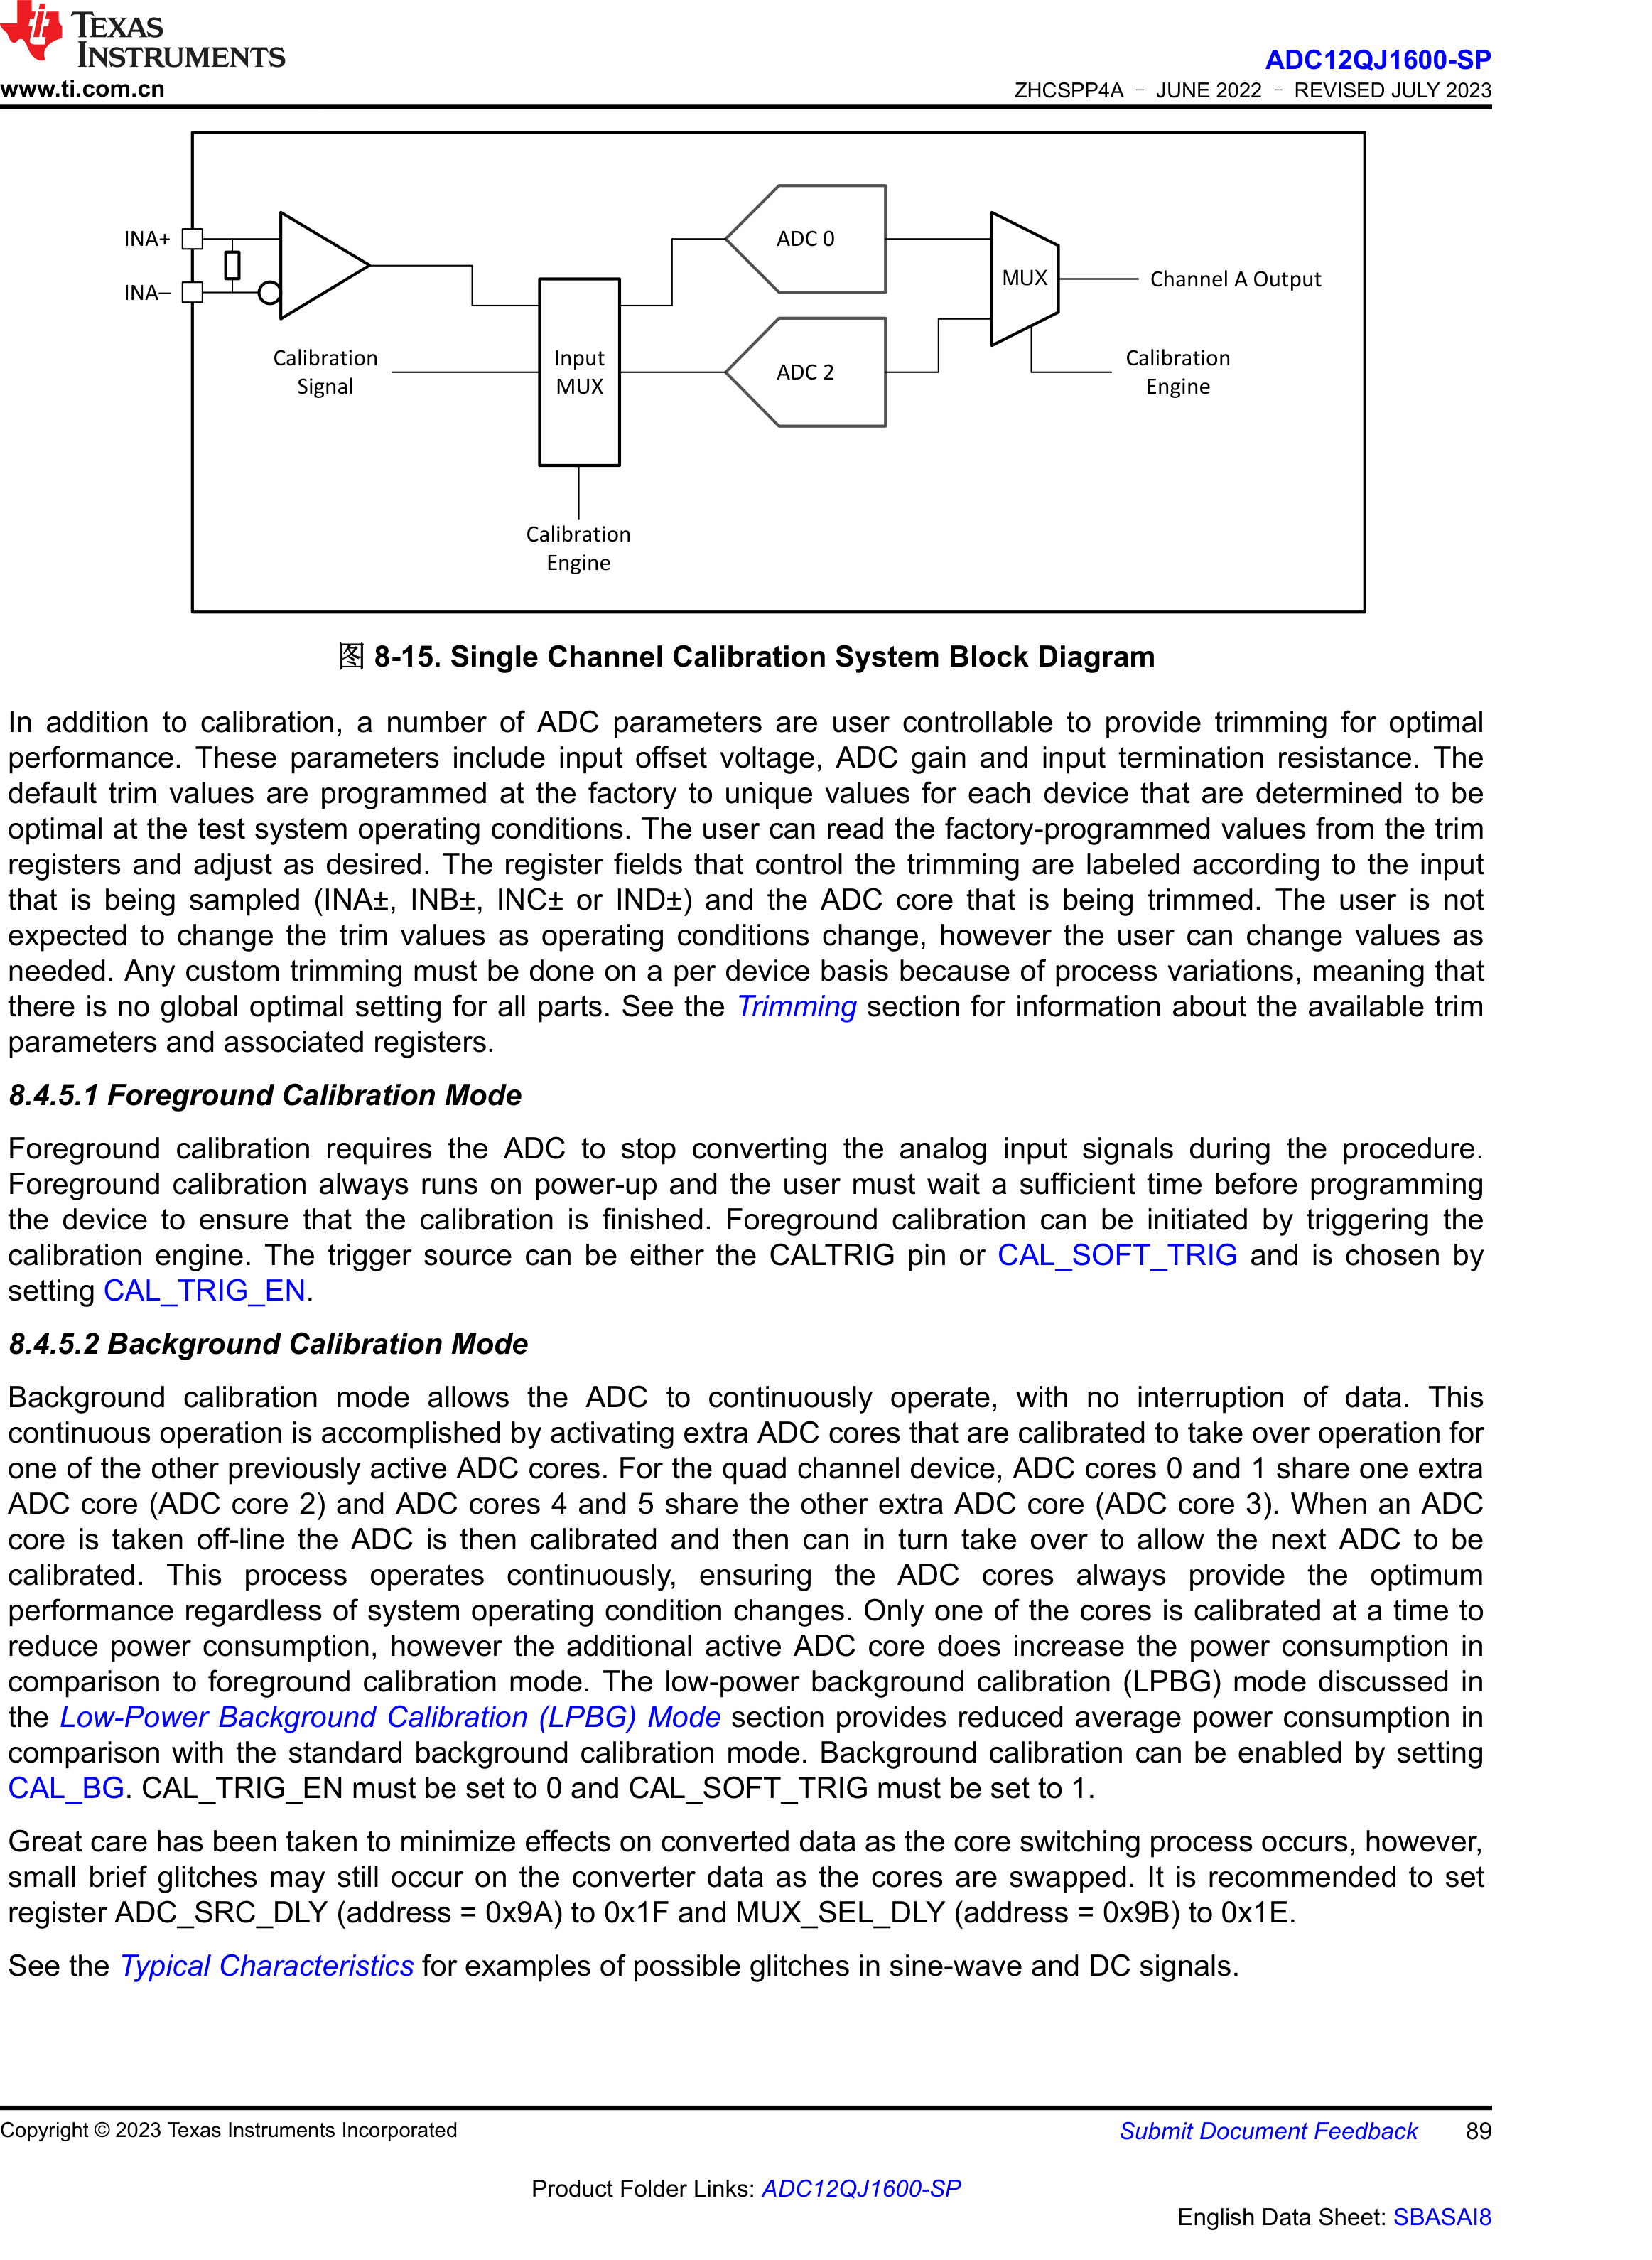 TEXAS
INSTRUMENTS
www.ti.com.cn
ADC12QJ1600-SP
ZHCSPP4A – JUNE 2022 – REVISED JULY 2023
INA+
INA–
Calibration
Signal
Input
MUX
Calibration
Engine
ADC 0
ADC 2
MUX
Channel A Output
Calibration
Engine
图 8-15. Single Channel Calibration System Block Diagram
In addition to calibration, a number of ADC parameters are user controllable to provide trimming for optimal
performance. These parameters include input offset voltage, ADC gain and input termination resistance. The
default trim values are programmed at the factory to unique values for each device that are determined to be
optimal at the test system operating conditions. The user can read the factory-programmed values from the trim
registers and adjust as desired. The register fields that control the trimming are labeled according to the input
that is being sampled (INA±, INB±, INC± or IND±) and the ADC core that is being trimmed. The user is not
expected to change the trim values as operating conditions change, however the user can change values as
needed. Any custom trimming must be done on a per device basis because of process variations, meaning that
there is no global optimal setting for all parts. See the Trimming section for information about the available trim
parameters and associated registers.
8.4.5.1 Foreground Calibration Mode
Foreground calibration requires the ADC to stop converting the analog input signals during the procedure.
Foreground calibration always runs on power-up and the user must wait a sufficient time before programming
the device to ensure that the calibration is finished. Foreground calibration can be initiated by triggering the
calibration engine. The trigger source can be either the CALTRIG pin or CAL_SOFT_TRIG and is chosen by
setting CAL_TRIG_EN.
8.4.5.2 Background Calibration Mode
Background calibration mode allows the ADC to continuously operate, with no interruption of data. This
continuous operation is accomplished by activating extra ADC cores that are calibrated to take over operation for
one of the other previously active ADC cores. For the quad channel device, ADC cores 0 and 1 share one extra
ADC core (ADC core 2) and ADC cores 4 and 5 share the other extra ADC core (ADC core 3). When an ADC
core is taken off-line the ADC is then calibrated and then can in turn take over to allow the next ADC to be
calibrated. This process operates continuously, ensuring the ADC cores always provide the optimum
performance regardless of system operating condition changes. Only one of the cores is calibrated at a time to
reduce power consumption, however the additional active ADC core does increase the power consumption in
comparison to foreground calibration mode. The low-power background calibration (LPBG) mode discussed in
the Low-Power Background Calibration (LPBG) Mode section provides reduced average power consumption in
comparison with the standard background calibration mode. Background calibration can be enabled by setting
CAL_BG. CAL_TRIG_EN must be set to 0 and CAL_SOFT_TRIG must be set to 1.
Great care has been taken to minimize effects on converted data as the core switching process occurs, however,
small brief glitches may still occur on the converter data as the cores are swapped. It is recommended to set
register ADC_SRC_DLY (address = 0x9A) to 0x1F and MUX_SEL_DLY (address = 0x9B) to 0x1E.
See the Typical Characteristics for examples of possible glitches in sine-wave and DC signals.
Copyright © 2023 Texas Instruments Incorporated
Submit Document Feedback 89
Product Folder Links: ADC12QJ1600-SP
English Data Sheet: SBASAI8